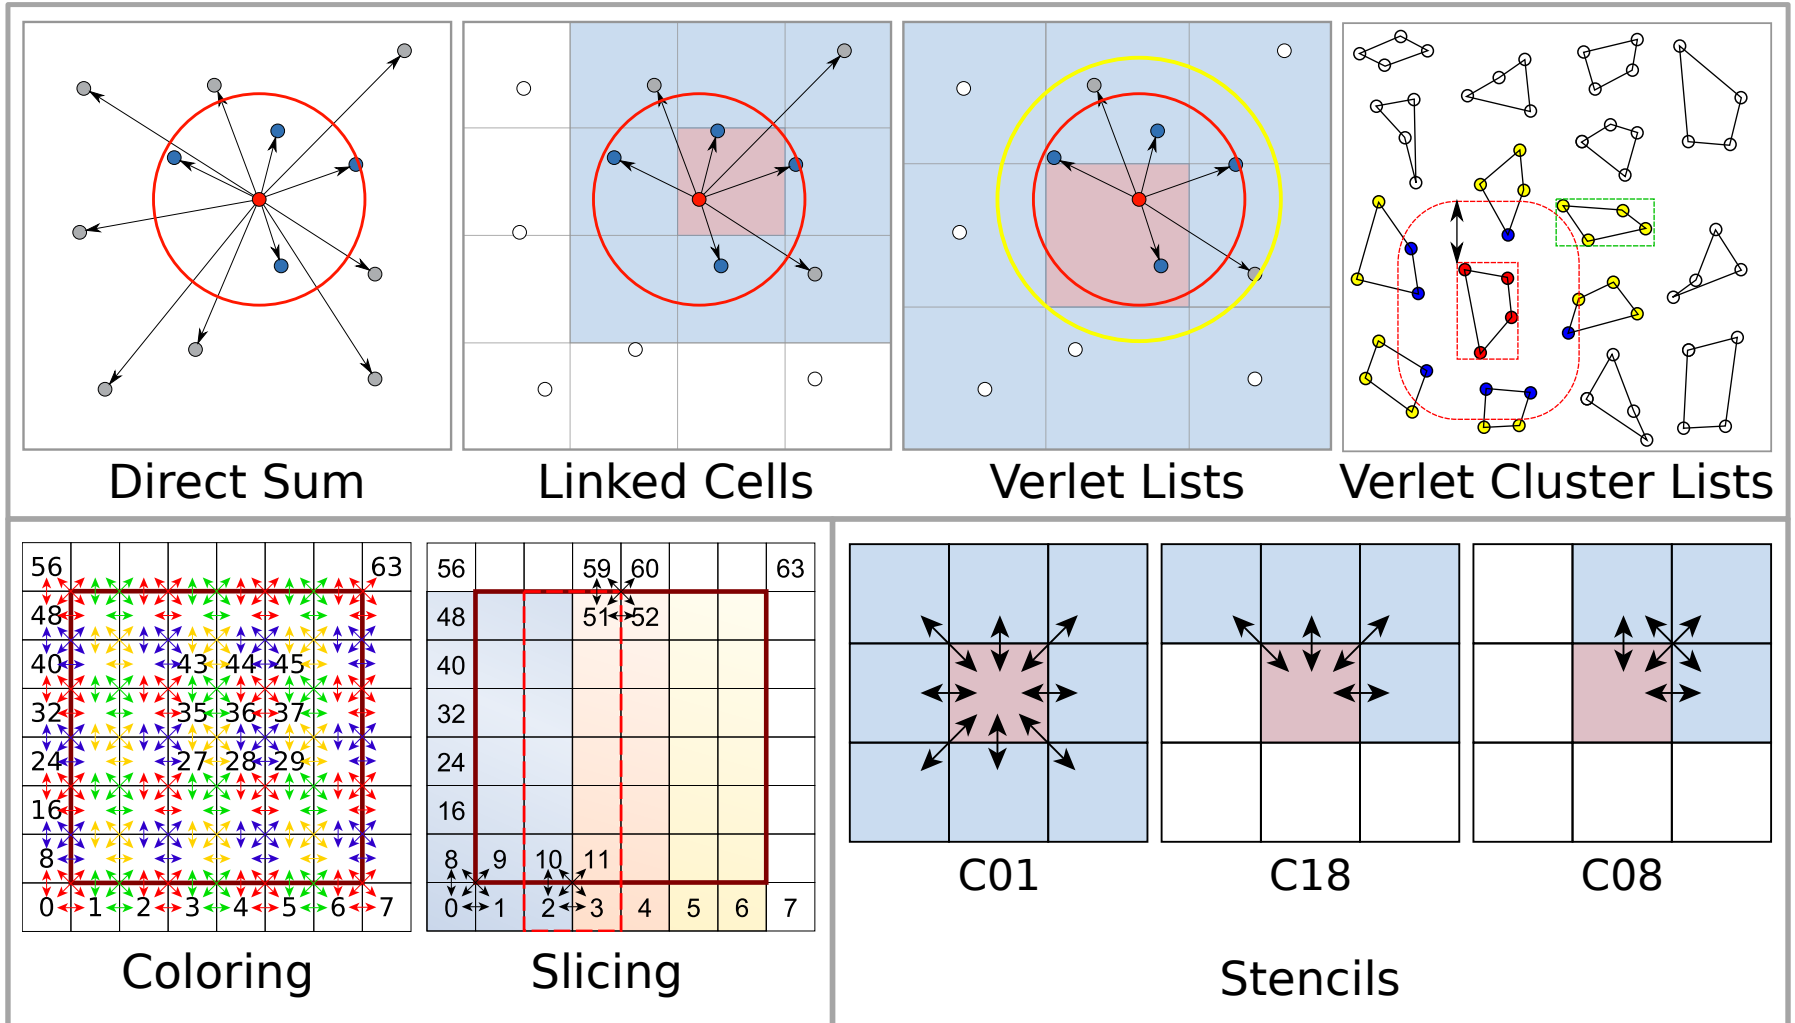 Direct Sum
Linked Cells
Verlet Lists
Verlet Cluster Lists
56 63
48
40 43 44 45
32 35 36 37
24 27 28 29
16
8
0 1 2 3 4 5 6 7
Coloring
56 59 60 63
48 51 52
40
32
24
16
8 9 10 11
0 1 2 3 4 5 6 7
Slicing
C01
C18
C08
Stencils